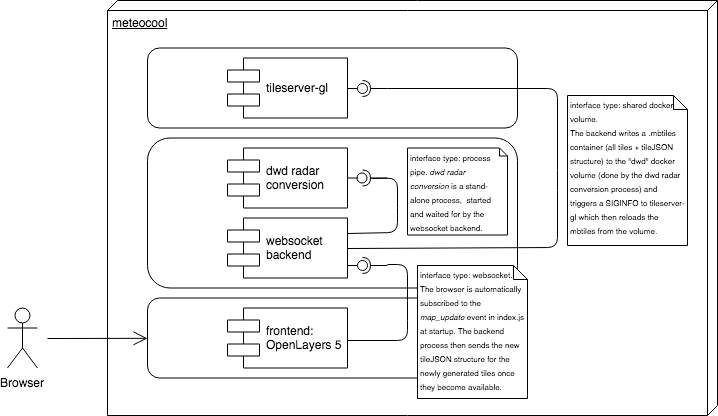 meteocool
tileserver-gl
interface type: shared docker
volume.
The backend writes a .mbtiles
container (all tiles + tileJSON
structure) to the "dwd" docker
volume (done by the dwd radar
conversion process) and
triggers a SIGINFO to tileserver-
gl which then reloads the
mbtiles from the volume.
dwd radar
conversion
interface type: process
pipe. dwd radar
conversion is a stand-
alone process,  started
and waited for by the
websocket backend.
websocket
backend
interface type: websocket.
The browser is automatically
subscribed to the
map_update event in index.js
at startup. The backend
process then sends the new
tileJSON structure for the
newly generated tiles once
they become available.
frontend:
OpenLayers 5
Browser